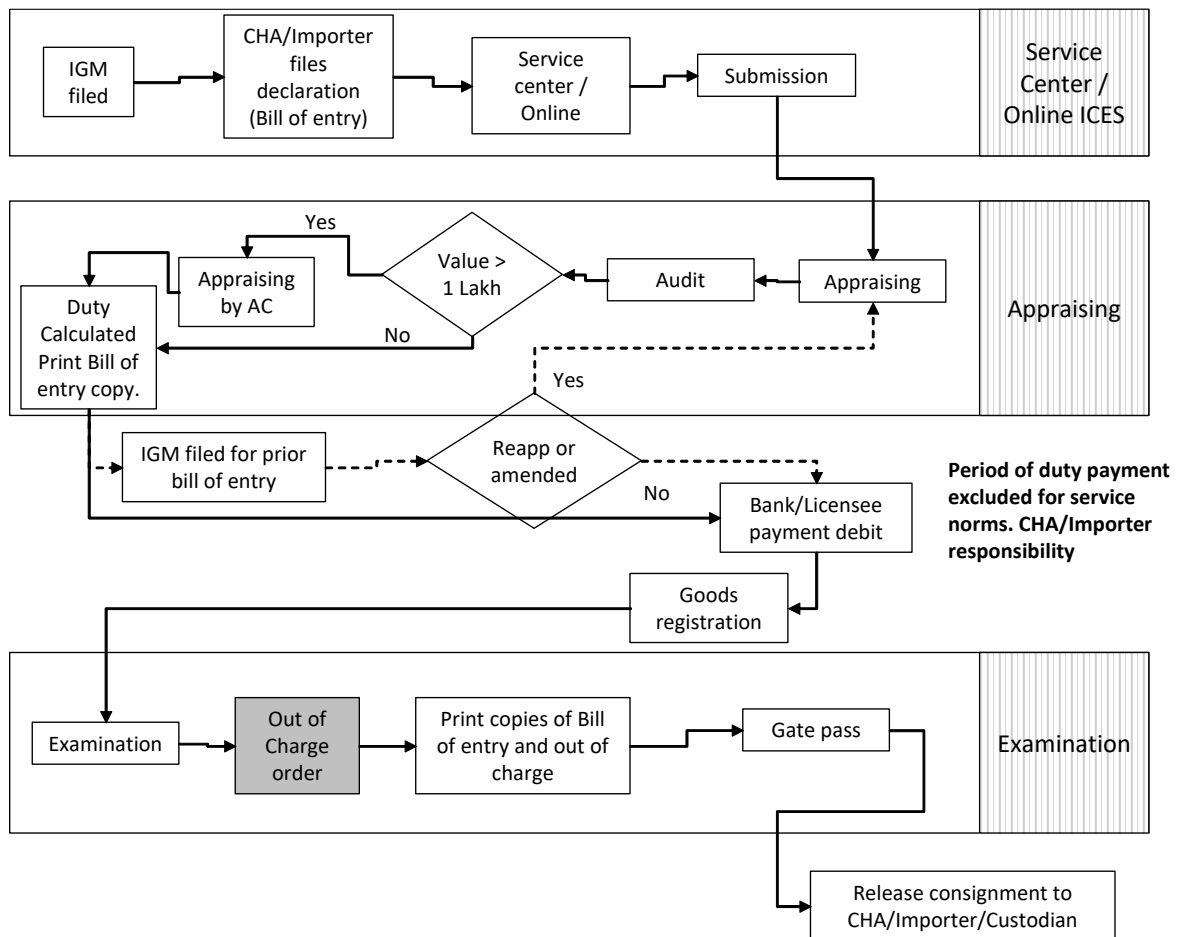 IGM
filed
CHA/Importer
files
declaration
(Bill of entry)
Service
center /
Online
Submission
Service
Center /
Online ICES
Yes
Value >
1 Lakh
Appraising
by AC
Audit
Appraising
Appraising
Duty
Calculated
Print Bill of
entry copy.
No
Yes
IGM filed for prior
bill of entry
Reapp or
amended
No
Bank/Licensee
payment debit
Period of duty payment
excluded for service
norms. CHA/Importer
responsibility
Goods
registration
Examination
Out of
Charge
order
Print copies of Bill
of entry and out of
charge
Gate pass
Examination
Release consignment to
CHA/Importer/Custodian